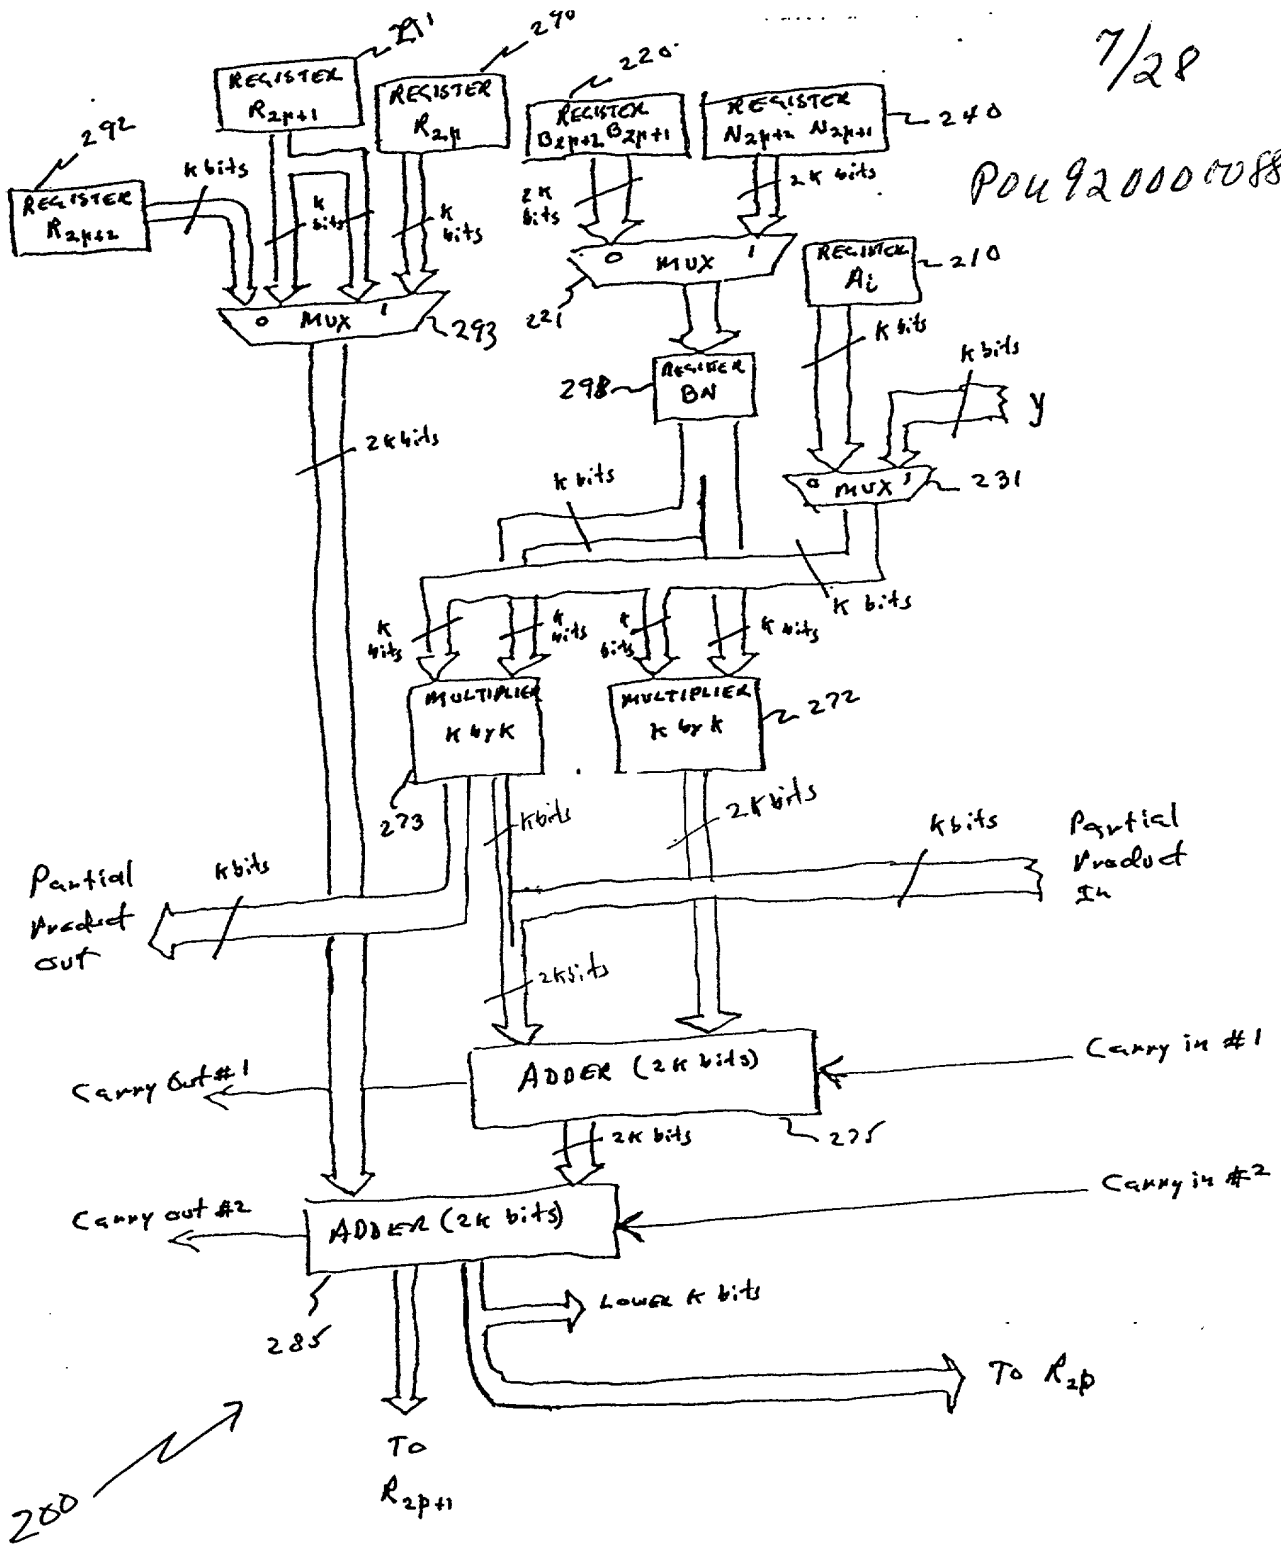 7/28
POU920000088
291
290
220
240
292
REGISTER
R2p+1
REGISTER
R2p
REGISTER
B2p+2 B2p+1
REGISTER
N2p+2 N2p+1
REGISTER
R2p+2
K bits
K bits
K bits
2K bits
2K bits
0 MUX 1
293
0 MUX 1
221
REGISTER
Ai
210
K bits
K bits
y
298
REGISTER
BN
2K bits
0 MUX 1
231
K bits
K bits
K bits
K bits
K bits
K bits
MULTIPLIER
K by K
273
MULTIPLIER
K by K
272
K bits
2K bits
K bits
Partial
Product
In
Partial
Product
out
K bits
2K bits
ADDER (2K bits)
275
Carry in #1
Carry Out #1
2K bits
ADDER (2K bits)
285
Carry in #2
Carry out #2
LOWER K bits
To R2p
To
R2p+1
200